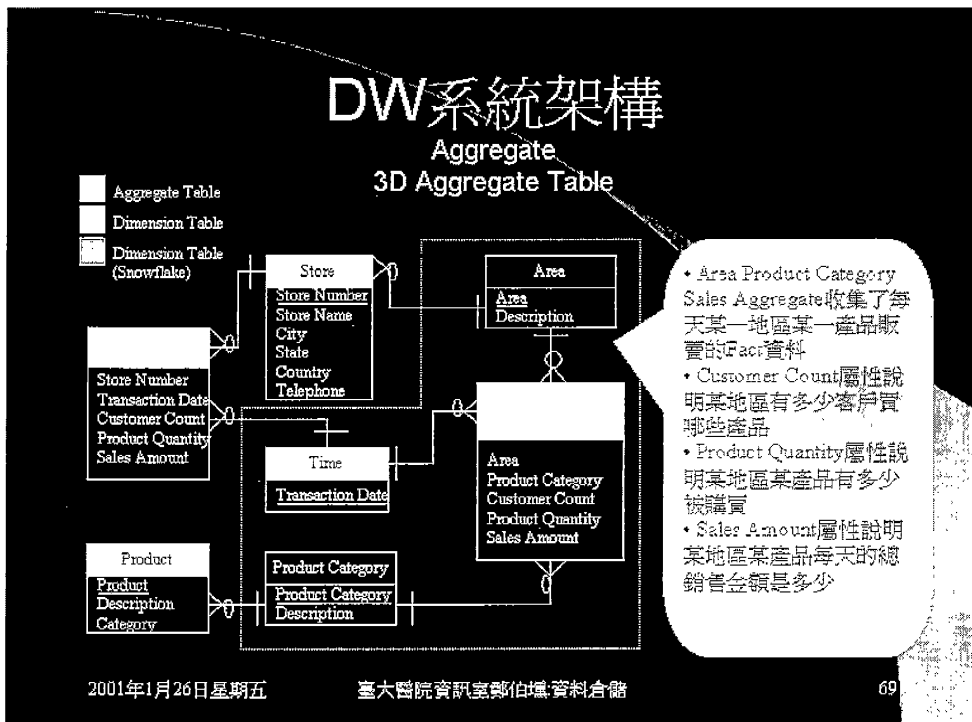 DW系統架構
Aggregate
3D Aggregate Table
Aggregate Table
Dimension Table
Dimension Table
(Snowflake)
Store
Store Number
Store Name
City
State
Country
Telephone
Area
Area
Description
Store Number
Transaction Date
Customer Count
Product Quantity
Sales Amount
Time
Transaction Date
Area
Product Category
Customer Count
Product Quantity
Sales Amount
Product
Product
Description
Category
Product Category
Product Category
Description
• Area Product Category
Sales Aggregate收集了每
天某一地區某一產品販
賣的Fact資料
• Customer Count屬性說
明某地區有多少客戶買
哪些產品
• Product Quantity屬性說
明某地區某產品有多少
被購買
• Sales Amount屬性說明
某地區某產品每天的總
銷售金額是多少
2001年1月26日星期五
臺大醫院資訊室鄭伯壎:資料倉儲
69